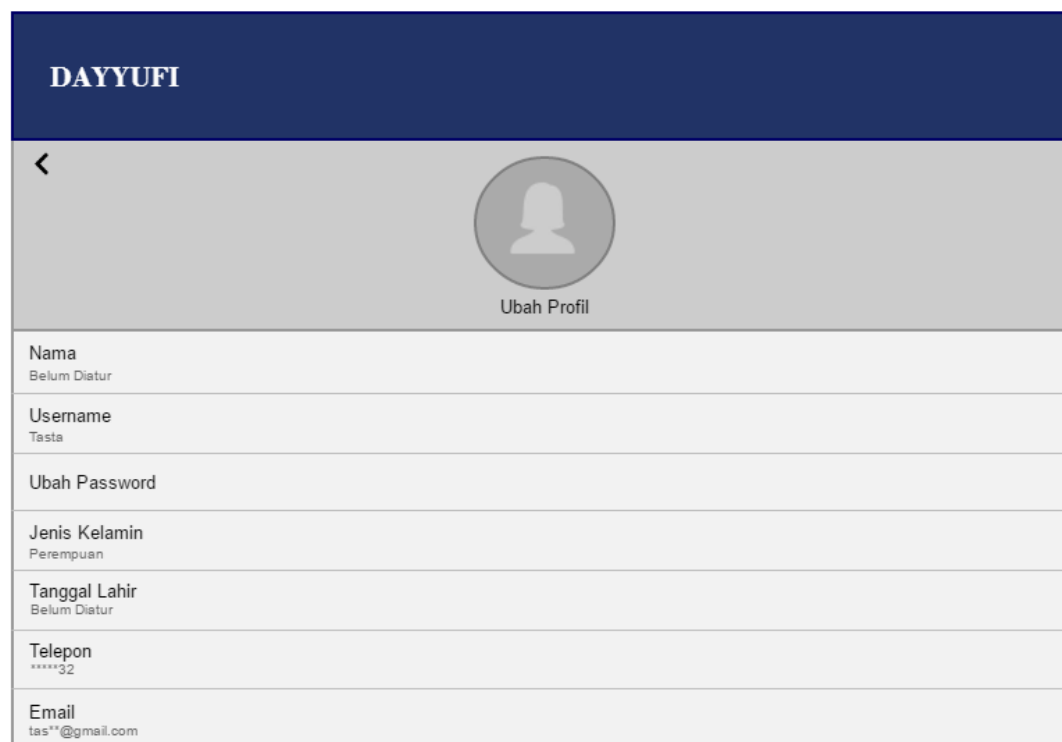 DAYYUFI
Ubah Profil
Nama
Belum Diatur
Username
Tasta
Ubah Password
Jenis Kelamin
Perempuan
Tanggal Lahir
Belum Diatur
Telepon
*****32
Email
tas**@gmail.com